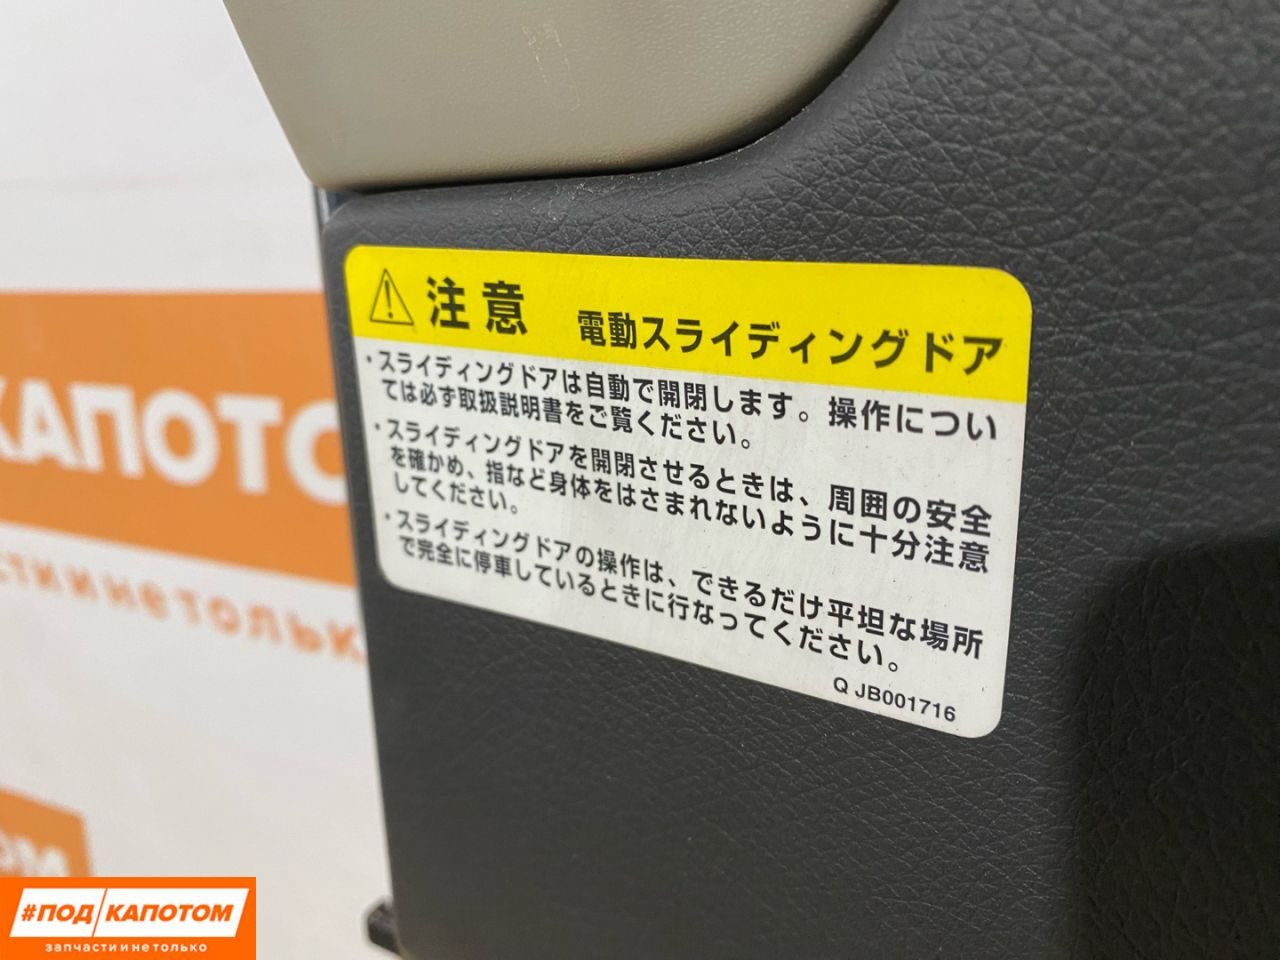 注意 電動スライディングドア
・スライディングドアは自動で開閉します。操作につい
ては必ず取扱説明書をご覧ください。
・スライディングドアを開閉させるときは、周囲の安全
を確かめ、指など身体をはさまれないように十分注意
してください。
・スライディングドアの操作は、できるだけ平坦な場所
で完全に停車しているときに行なってください。
Q JB001716
КАПОТО
сти и не тольк
ОМ
#ПОД КАПОТОМ
запчасти и не только